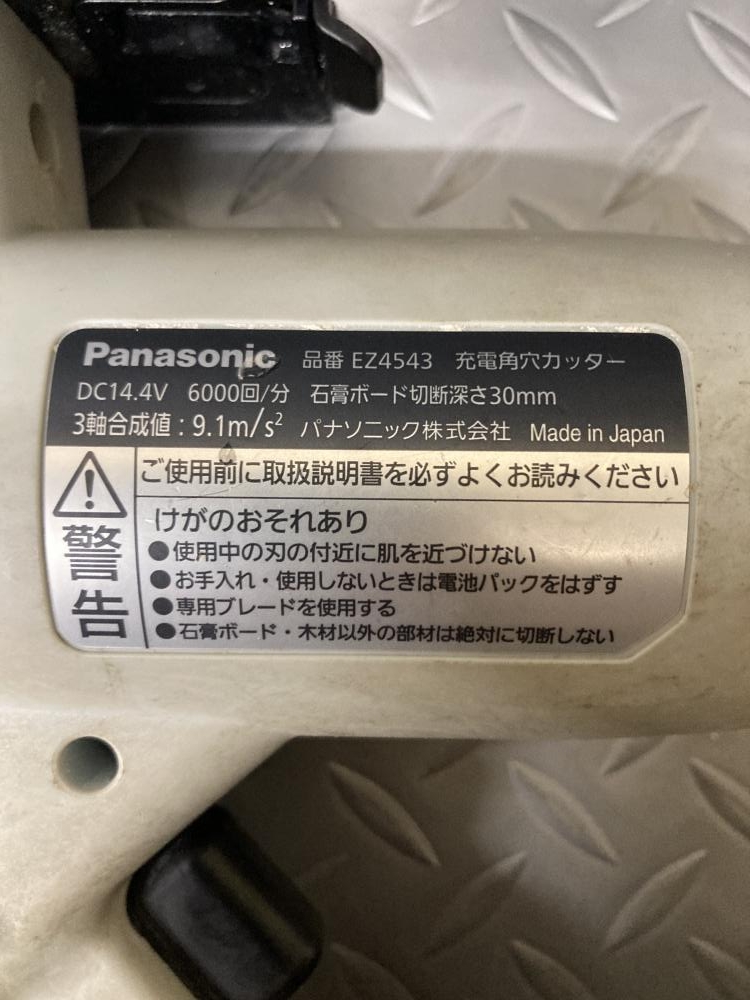 Panasonic 品番 EZ4543 充電角穴カッター
DC14.4V 6000回/分 石膏ボード切断深さ30mm
3軸合成値：9.1m/s² パナソニック株式会社 Made in Japan
ご使用前に取扱説明書を必ずよくお読みください
警告
けがのおそれあり
●使用中の刃の付近に肌を近づけない
●お手入れ・使用しないときは電池パックをはずす
●専用ブレードを使用する
●石膏ボード・木材以外の部材は絶対に切断しない